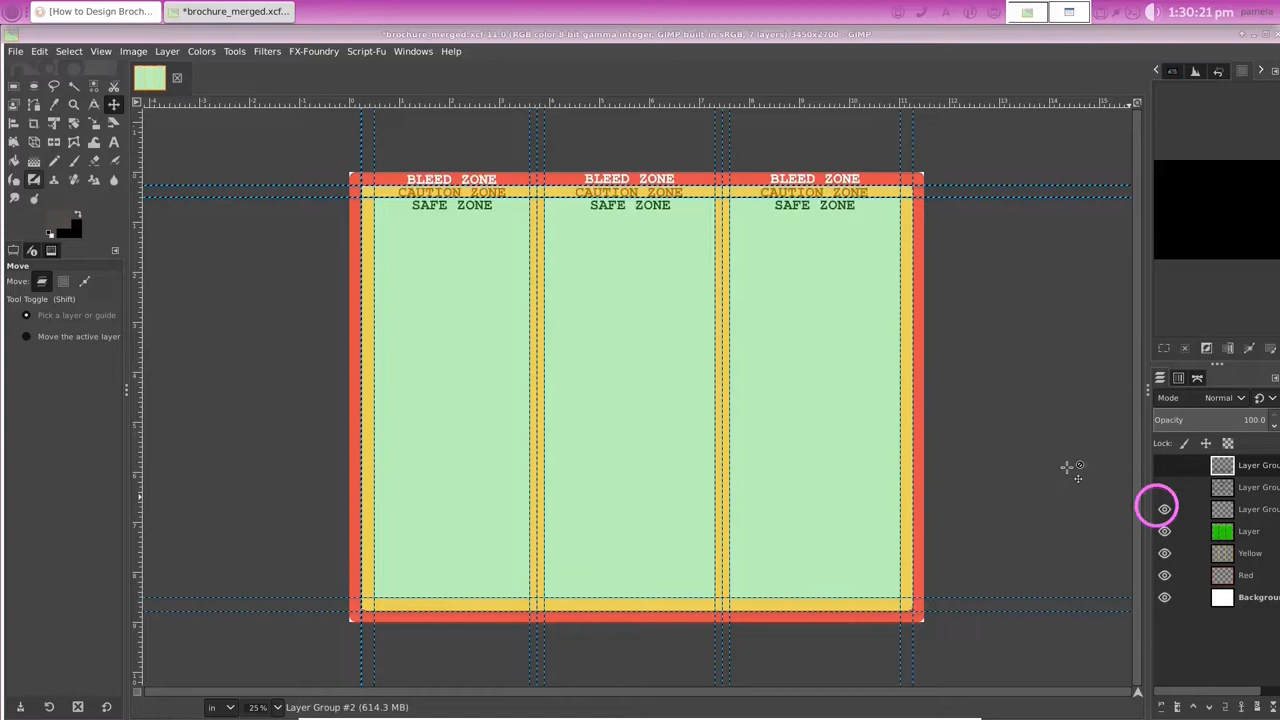 [How to Design Broch...
*brochure_merged.xcf...
1:30:21 pm
pamela
*brochure_merged.xcf-11.0 (RGB color 8-bit gamma integer, GIMP built-in sRGB, 7 layers) 3450x2700 – GIMP
File Edit Select View Image Layer Colors Tools Filters FX-Foundry Script-Fu Windows Help
BLEED ZONE BLEED ZONE BLEED ZONE
CAUTION ZONE CAUTION ZONE CAUTION ZONE
SAFE ZONE SAFE ZONE SAFE ZONE
Move
Move:
Tool Toggle (Shift)
Pick a layer or guide
Move the active layer
Mode Normal
Opacity 100.0
Lock:
Layer Grou
Layer Grou
Layer Grou
Layer
Yellow
Red
Backgrou
in 25% Layer Group #2 (614.3 MB)